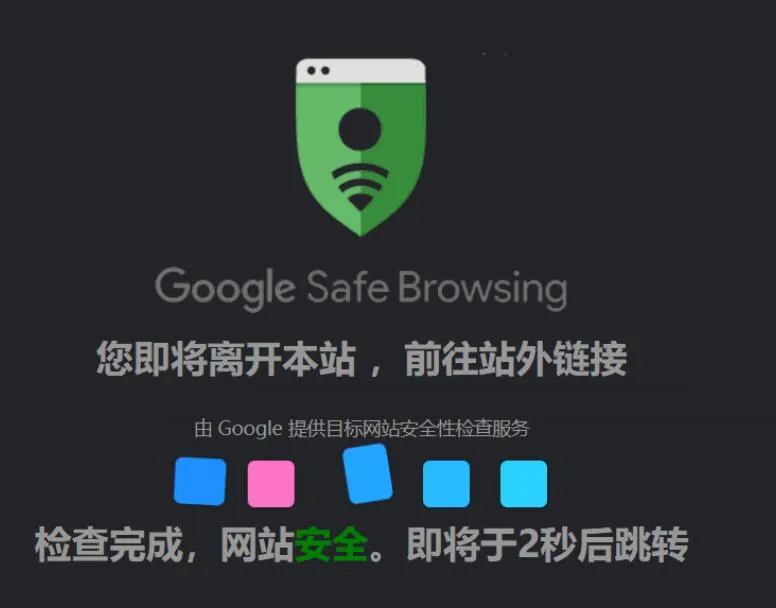 Google Safe Browsing
您即将离开本站 ，前往站外链接
由 Google 提供目标网站安全性检查服务
检查完成，网站安全。即将于2秒后跳转